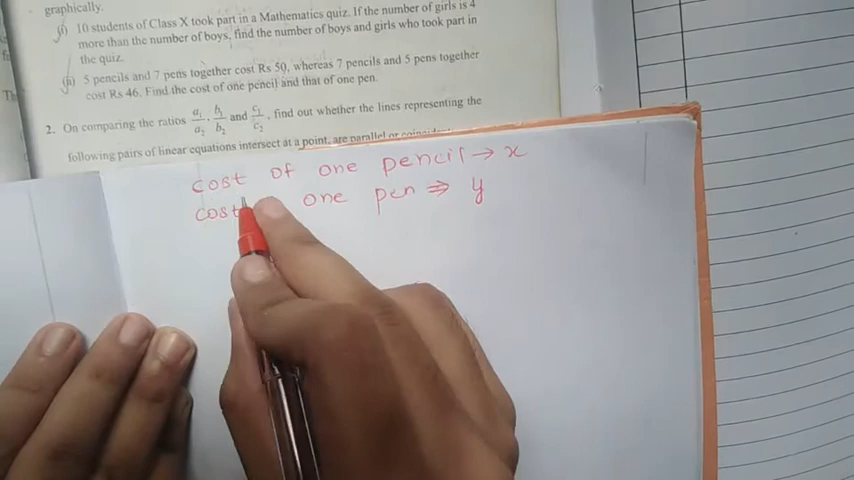 graphically.
(i) 10 students of Class X took part in a Mathematics quiz. If the number of girls is 4
more than the number of boys, find the number of boys and girls who took part in
the quiz.
(ii) 5 pencils and 7 pens together cost Rs 50, whereas 7 pencils and 5 pens together
cost Rs 46. Find the cost of one pencil and that of one pen.
2. On comparing the ratios a₁/a₂, b₁/b₂ and c₁/c₂, find out whether the lines representing the
following pairs of linear equations intersect at a point, are parallel or
cost of one pencil → x
cost one pen ⇒ y